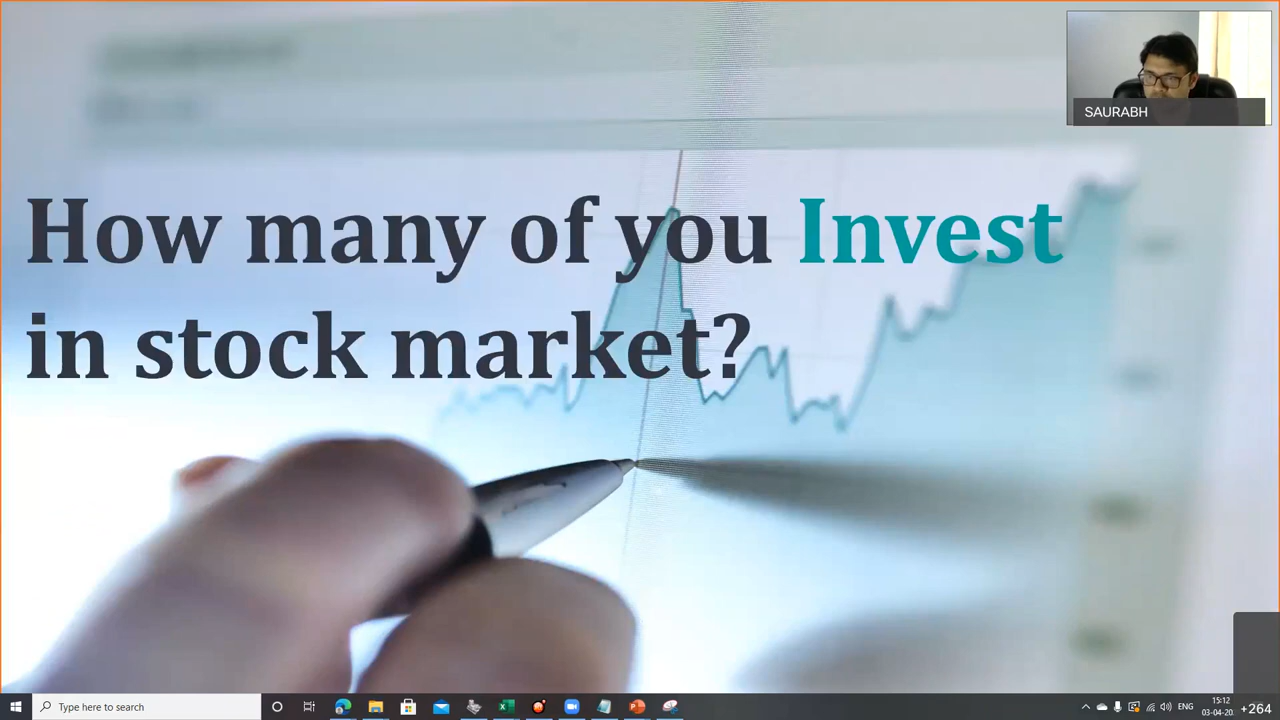 SAURABH
How many of you Invest
in stock market?
Type here to search
ENG
15:12
03-04-20
+264